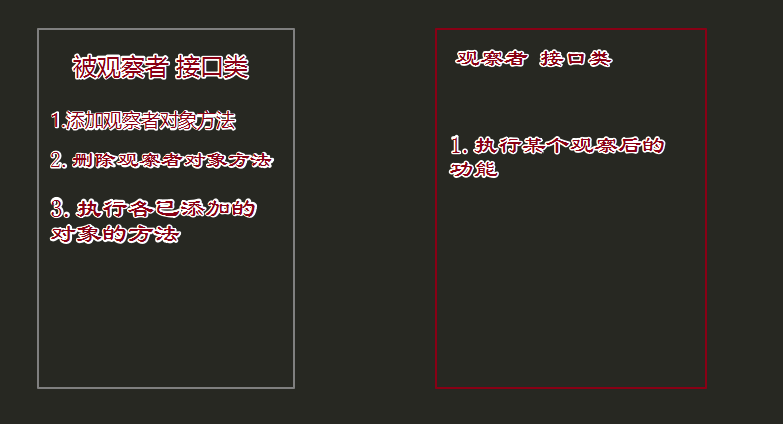 被观察者 接口类
1.添加观察者对象方法
2. 删除观察者对象方法
3. 执行各已添加的
对象的方法
观察者 接口类
1. 执行某个观察后的
功能